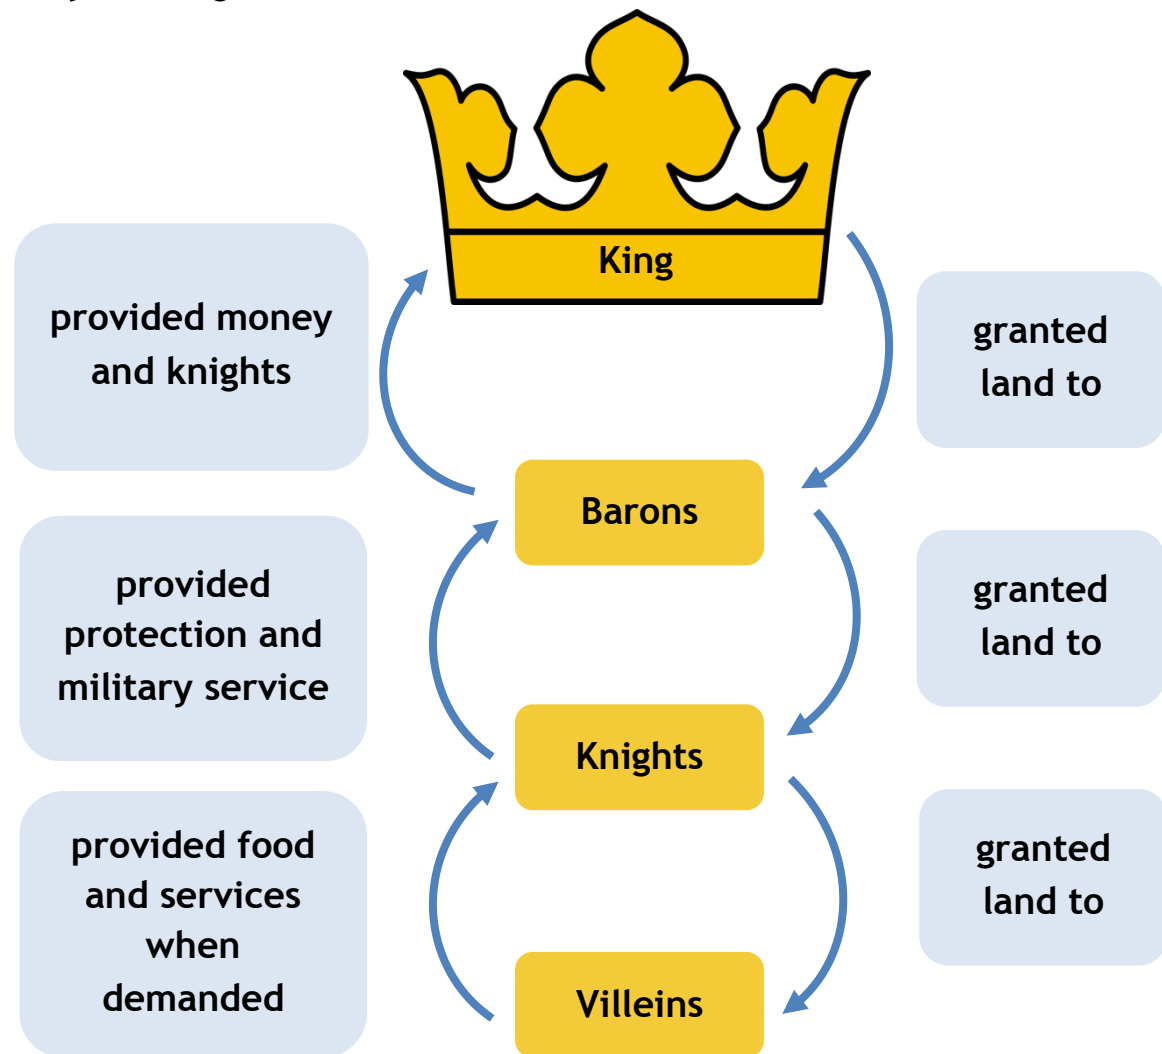 King
provided money
and knights
granted
land to
Barons
provided
protection and
military service
granted
land to
Knights
provided food
and services
when
demanded
granted
land to
Villeins